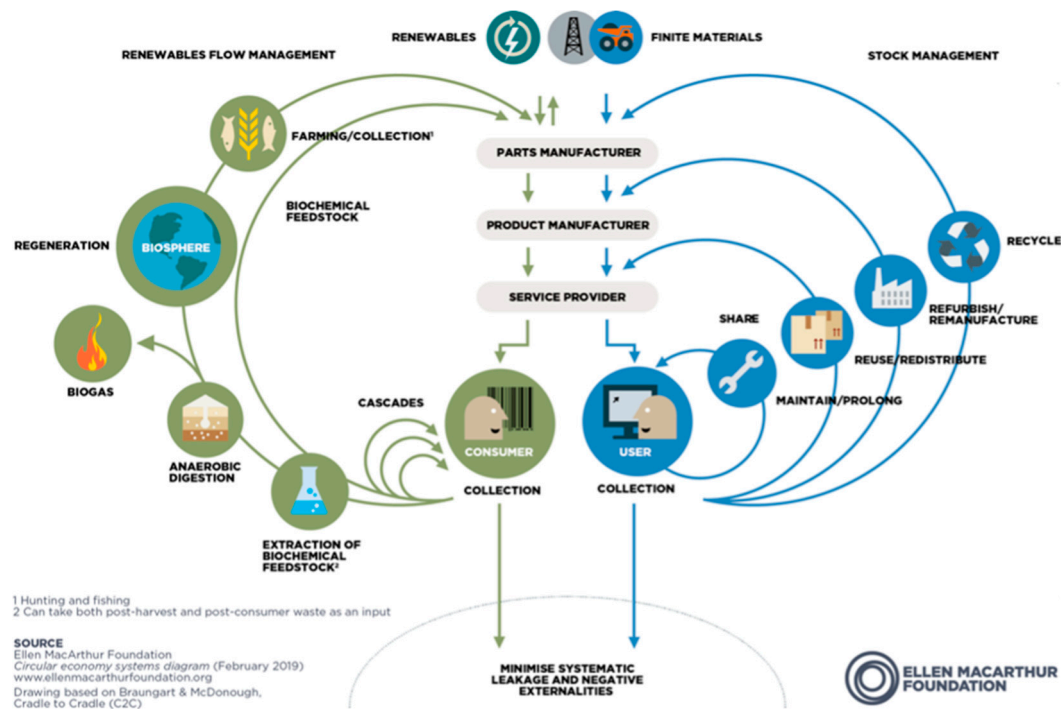 RENEWABLES
FINITE MATERIALS
RENEWABLES FLOW MANAGEMENT
STOCK MANAGEMENT
FARMING/COLLECTION¹
PARTS MANUFACTURER
BIOCHEMICAL
FEEDSTOCK
PRODUCT MANUFACTURER
REGENERATION
BIOSPHERE
RECYCLE
SERVICE PROVIDER
REFURBISH/
REMANUFACTURE
SHARE
REUSE/REDISTRIBUTE
BIOGAS
MAINTAIN/PROLONG
CASCADES
CONSUMER
USER
ANAEROBIC
DIGESTION
COLLECTION
COLLECTION
EXTRACTION OF
BIOCHEMICAL
FEEDSTOCK²
1 Hunting and fishing
2 Can take both post-harvest and post-consumer waste as an input
SOURCE
Ellen MacArthur Foundation
Circular economy systems diagram (February 2019)
www.ellenmacarthurfoundation.org
Drawing based on Braungart & McDonough,
Cradle to Cradle (C2C)
MINIMISE SYSTEMATIC
LEAKAGE AND NEGATIVE
EXTERNALITIES
ELLEN MACARTHUR
FOUNDATION